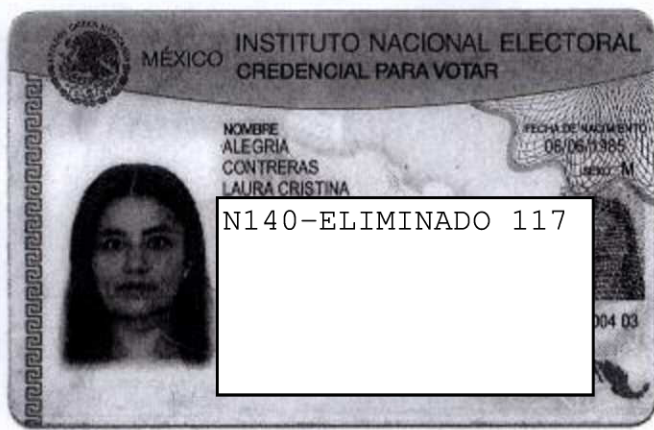 MÉXICO INSTITUTO NACIONAL ELECTORAL
CREDENCIAL PARA VOTAR
NOMBRE
ALEGRIA
CONTRERAS
LAURA CRISTINA
FECHA DE NACIMIENTO
06/06/1985
SEXO M
N140-ELIMINADO 117
004 03